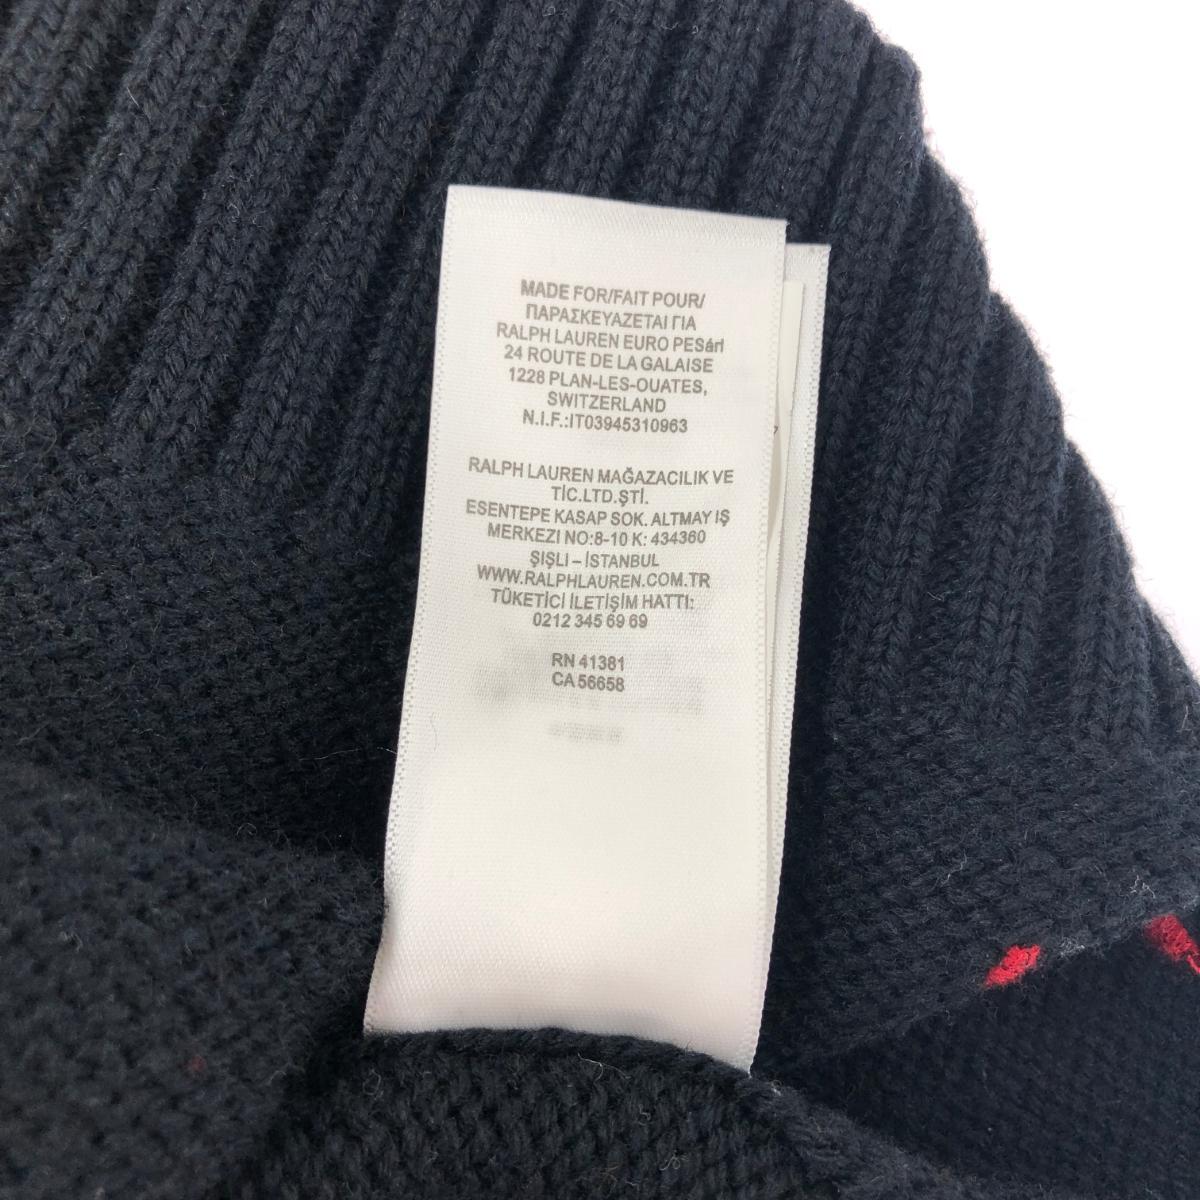 MADE FOR/FAIT POUR/
ΠΑΡΑΣΚΕΥΑΖΕΤΑΙ ΓΙΑ
RALPH LAUREN EURO PESárl
24 ROUTE DE LA GALAISE
1228 PLAN-LES-OUATES,
SWITZERLAND
N.I.F.:IT03945310963
RALPH LAUREN MAĞAZACILIK VE
TİC.LTD.ŞTİ.
ESENTEPE KASAP SOK. ALTMAY IŞ
MERKEZI NO:8-10 K: 434360
ŞIŞLI – İSTANBUL
WWW.RALPHLAUREN.COM.TR
TÜKETİCİ İLETİŞİM HATTI:
0212 345 69 69
RN 41381
CA 56658